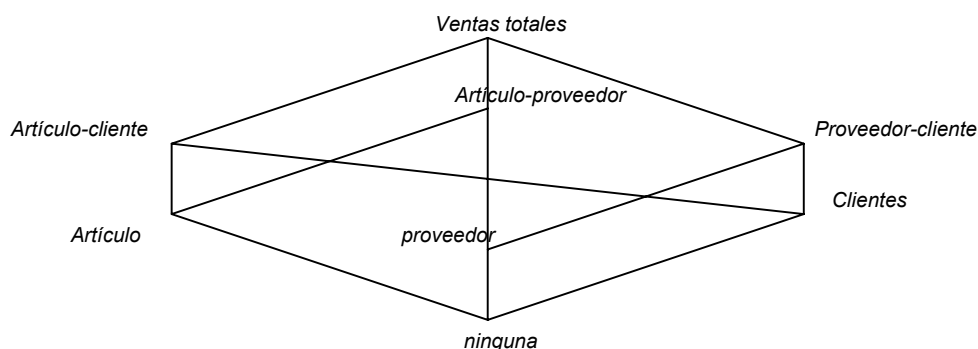 Ventas totales
Artículo-proveedor
Artículo-cliente
Proveedor-cliente
Clientes
Artículo
proveedor
ninguna